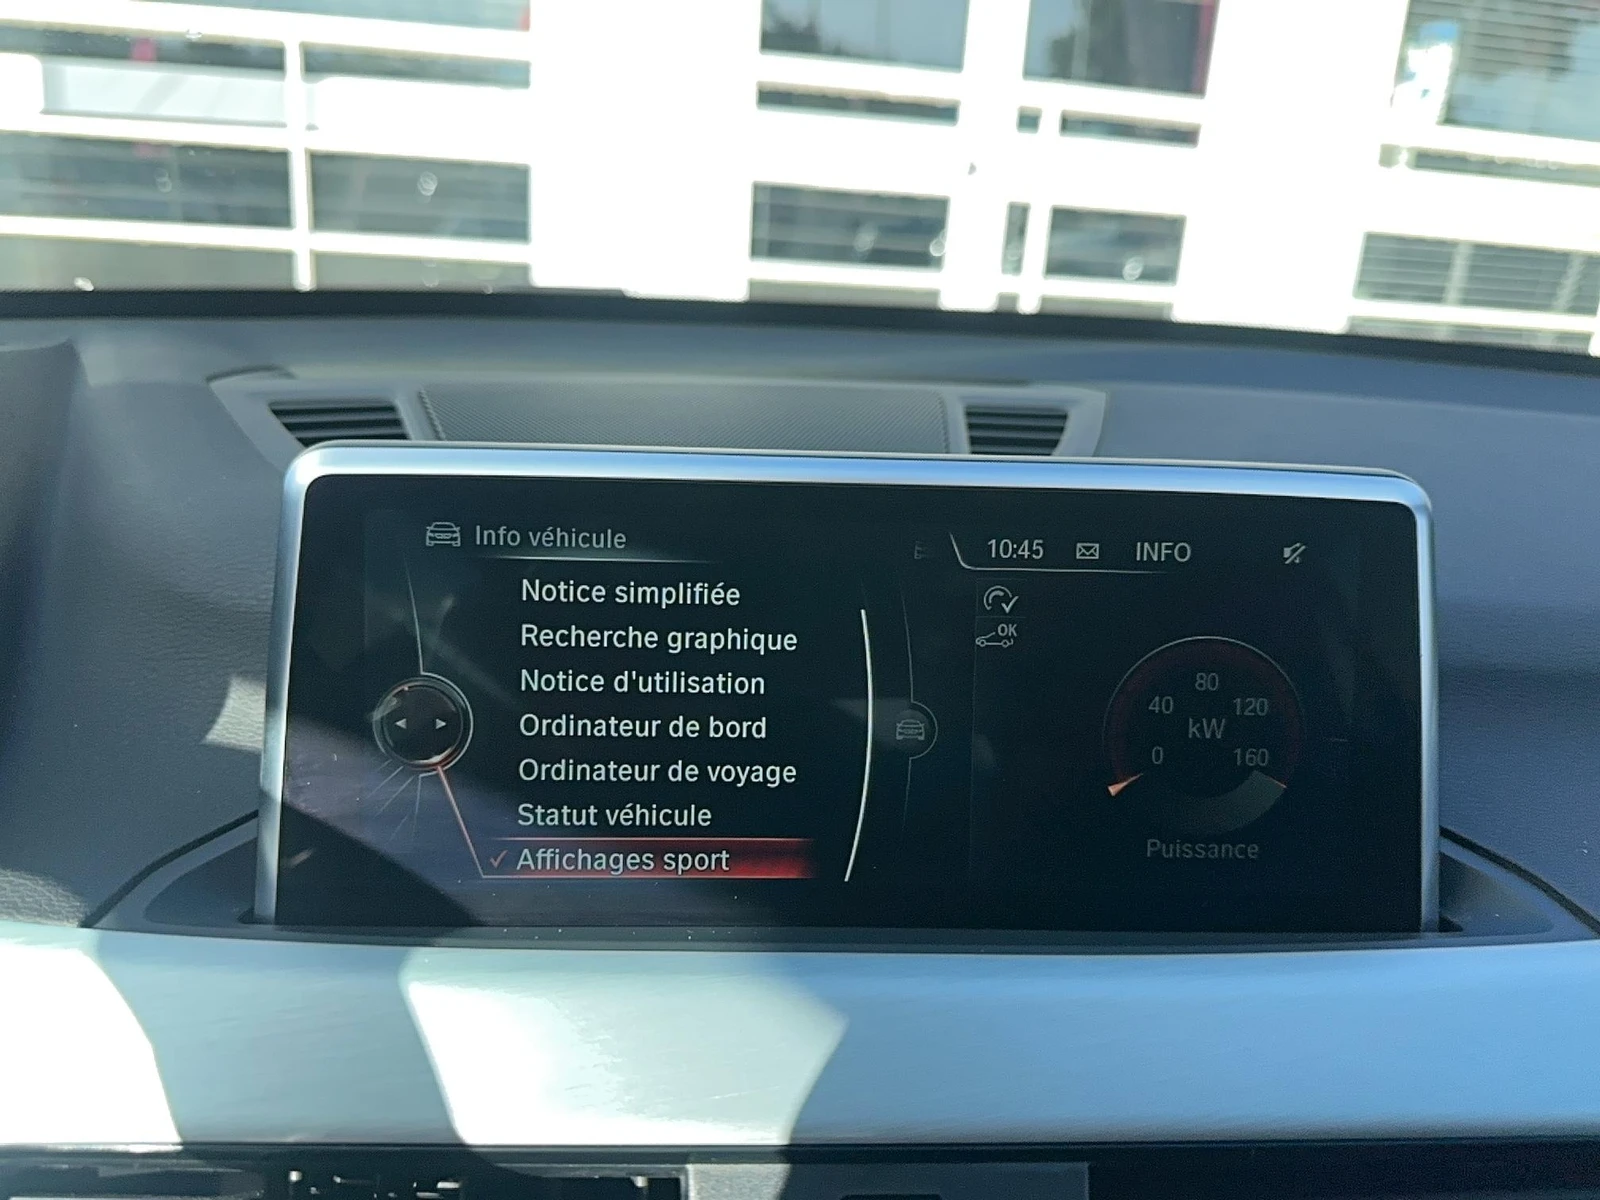 Info véhicule
Notice simplifiée
Recherche graphique
Notice d'utilisation
Ordinateur de bord
Ordinateur de voyage
Statut véhicule
Affichages sport
10:45 INFO
OK
80
40 120
kW
0 160
Puissance